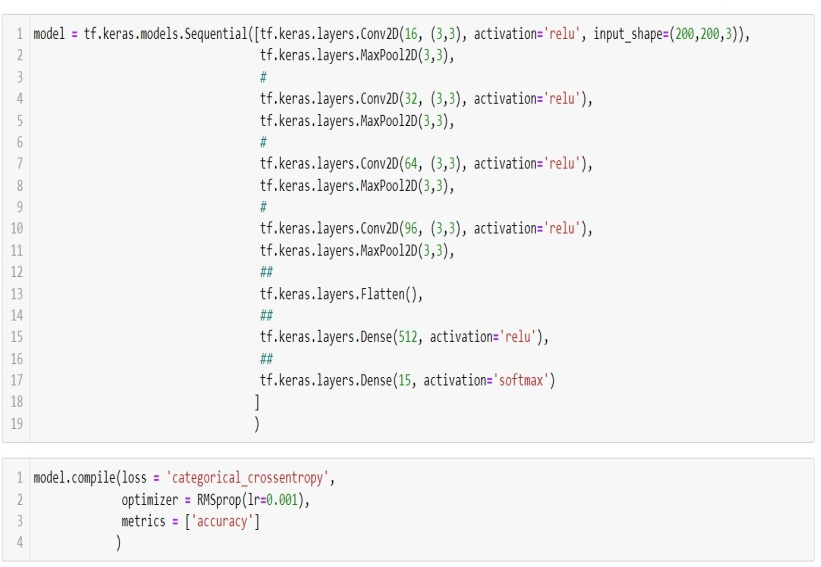 1 model = tf.keras.models.Sequential([tf.keras.layers.Conv2D(16, (3,3), activation='relu', input_shape=(200,200,3)),
2 tf.keras.layers.MaxPool2D(3,3),
3 #
4 tf.keras.layers.Conv2D(32, (3,3), activation='relu'),
5 tf.keras.layers.MaxPool2D(3,3),
6 #
7 tf.keras.layers.Conv2D(64, (3,3), activation='relu'),
8 tf.keras.layers.MaxPool2D(3,3),
9 #
10 tf.keras.layers.Conv2D(96, (3,3), activation='relu'),
11 tf.keras.layers.MaxPool2D(3,3),
12 ##
13 tf.keras.layers.Flatten(),
14 ##
15 tf.keras.layers.Dense(512, activation='relu'),
16 ##
17 tf.keras.layers.Dense(15, activation='softmax')
18 ]
19 )
1 model.compile(loss = 'categorical_crossentropy',
2 optimizer = RMSprop(lr=0.001),
3 metrics = ['accuracy']
4 )